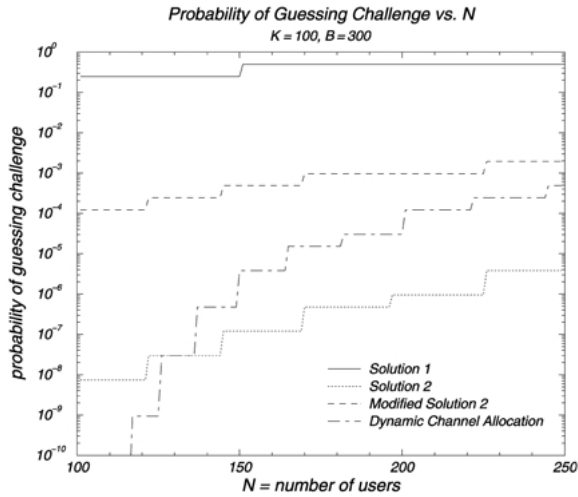 Probability of Guessing Challenge vs. N
K = 100, B = 300
probability of guessing challenge
10^0
10^-1
10^-2
10^-3
10^-4
10^-5
10^-6
10^-7
10^-8
10^-9
10^-10
Solution 1
Solution 2
Modified Solution 2
Dynamic Channel Allocation
100 150 200 250
N = number of users